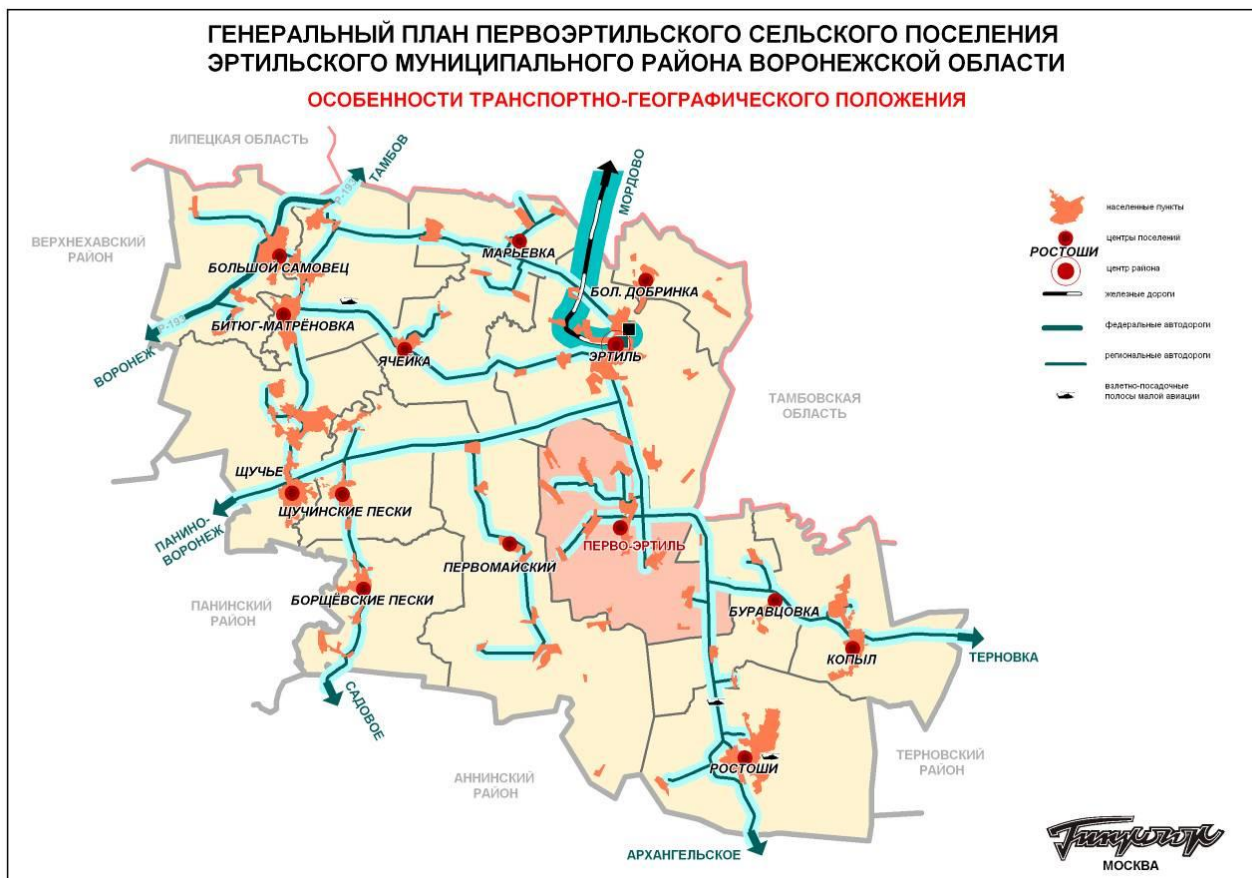 ГЕНЕРАЛЬНЫЙ ПЛАН ПЕРВОЭРТИЛЬСКОГО СЕЛЬСКОГО ПОСЕЛЕНИЯ
ЭРТИЛЬСКОГО МУНИЦИПАЛЬНОГО РАЙОНА ВОРОНЕЖСКОЙ ОБЛАСТИ
ОСОБЕННОСТИ ТРАНСПОРТНО-ГЕОГРАФИЧЕСКОГО ПОЛОЖЕНИЯ
ЛИПЕЦКАЯ ОБЛАСТЬ
Р-193
ТАМБОВ
МОРДОВО
ВЕРХНЕХАВСКИЙ
РАЙОН
БОЛЬШОЙ САМОВЕЦ
МАРЬЕВКА
БОЛ. ДОБРИНКА
Р-193
ВОРОНЕЖ
БИТЮГ-МАТРЁНОВКА
ЯЧЕЙКА
ЭРТИЛЬ
ТАМБОВСКАЯ
ОБЛАСТЬ
ЩУЧЬЕ
ЩУЧИНСКИЕ ПЕСКИ
ПАНИНО-
ВОРОНЕЖ
ПЕРВО-ЭРТИЛЬ
ПЕРВОМАЙСКИЙ
ПАНИНСКИЙ
РАЙОН
БОРЩЁВСКИЕ ПЕСКИ
БУРАВЦОВКА
КОПЫЛ
ТЕРНОВКА
САДОВОЕ
АННИНСКИЙ
РАЙОН
РОСТОШИ
ТЕРНОВСКИЙ
РАЙОН
АРХАНГЕЛЬСКОЕ
населенные пункты
центры поселений
РОСТОШИ
центр района
железные дороги
федеральные автодороги
региональные автодороги
взлетно-посадочные
полосы малой авиации
Гипрогор
МОСКВА